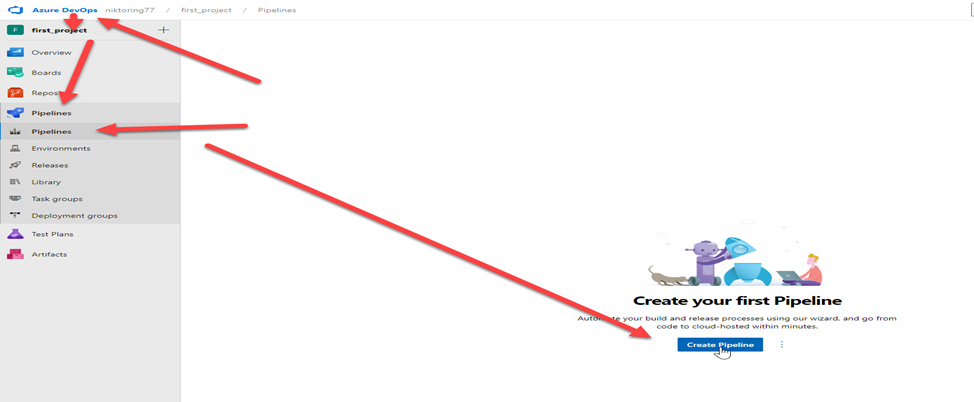 Azure DevOps niktoring77 / first_project / Pipelines
F first_project +
Overview
Boards
Repos
Pipelines
Pipelines
Environments
Releases
Library
Task groups
Deployment groups
Test Plans
Artifacts
Create your first Pipeline
Automate your build and release processes using our wizard, and go from
code to cloud-hosted within minutes.
Create Pipeline